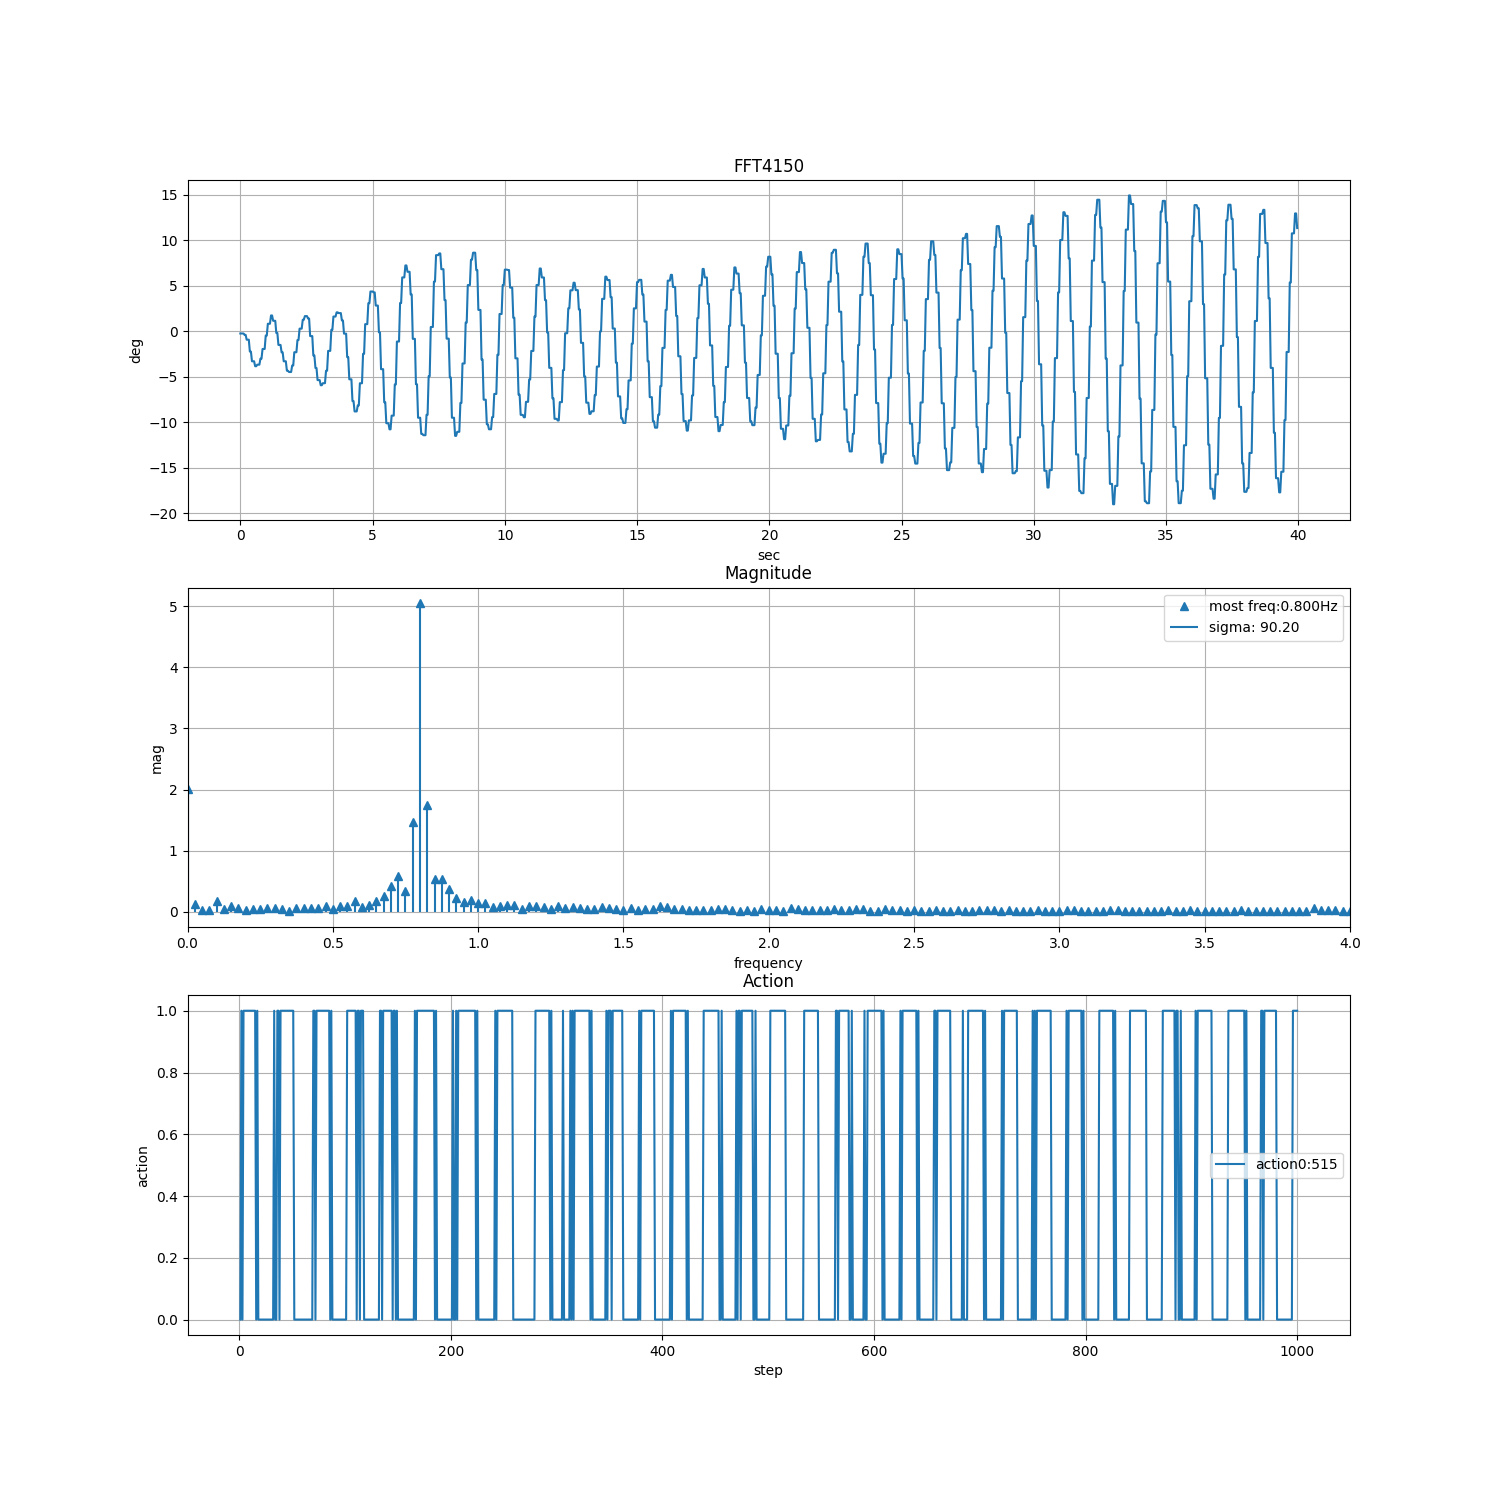 FFT4150
15
10
5
0
−5
−10
−15
−20
deg
0 5 10 15 20 25 30 35 40
sec
Magnitude
5
4
3
2
1
0
mag
most freq:0.800Hz
sigma: 90.20
0.0 0.5 1.0 1.5 2.0 2.5 3.0 3.5 4.0
frequency
Action
1.0
0.8
0.6
0.4
0.2
0.0
action
action0:515
0 200 400 600 800 1000
step